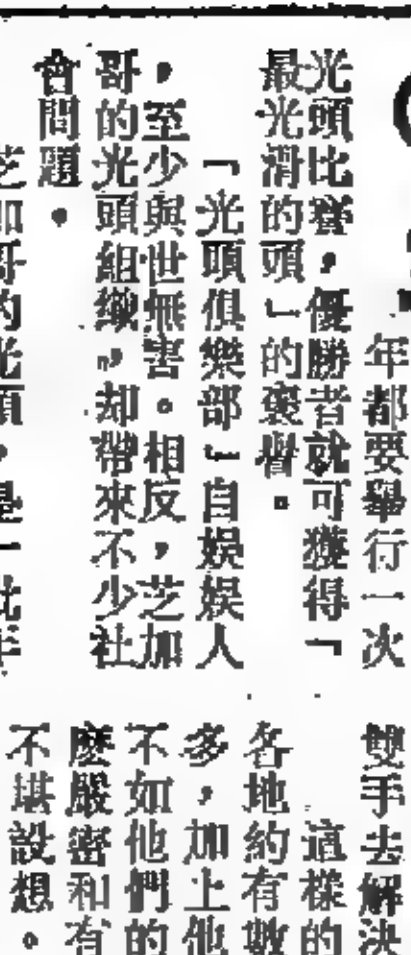 年都要舉行一次
光頭比賽，優勝者就可獲得「
最光滑的頭」的褒譽。
「光頭俱樂部」自娛娛人
，至少與世無害。相反，芝加
哥的光頭組織，却帶來不少社
會問題。
芝加哥的光頭，是一批年
雙手去解決
這樣的
各地約有數
多，加上他
不如他們的
麼嚴密和有
不堪設想。